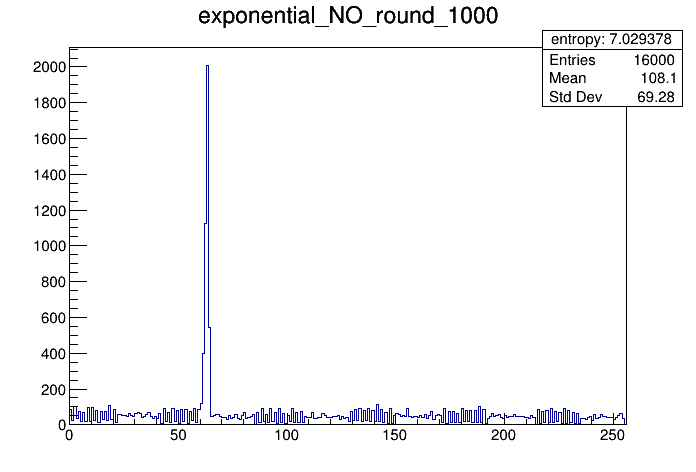 exponential_NO_round_1000
entropy: 7.029378
Entries 16000
Mean 108.1
Std Dev 69.28
2000
1800
1600
1400
1200
1000
800
600
400
200
0
0 50 100 150 200 250